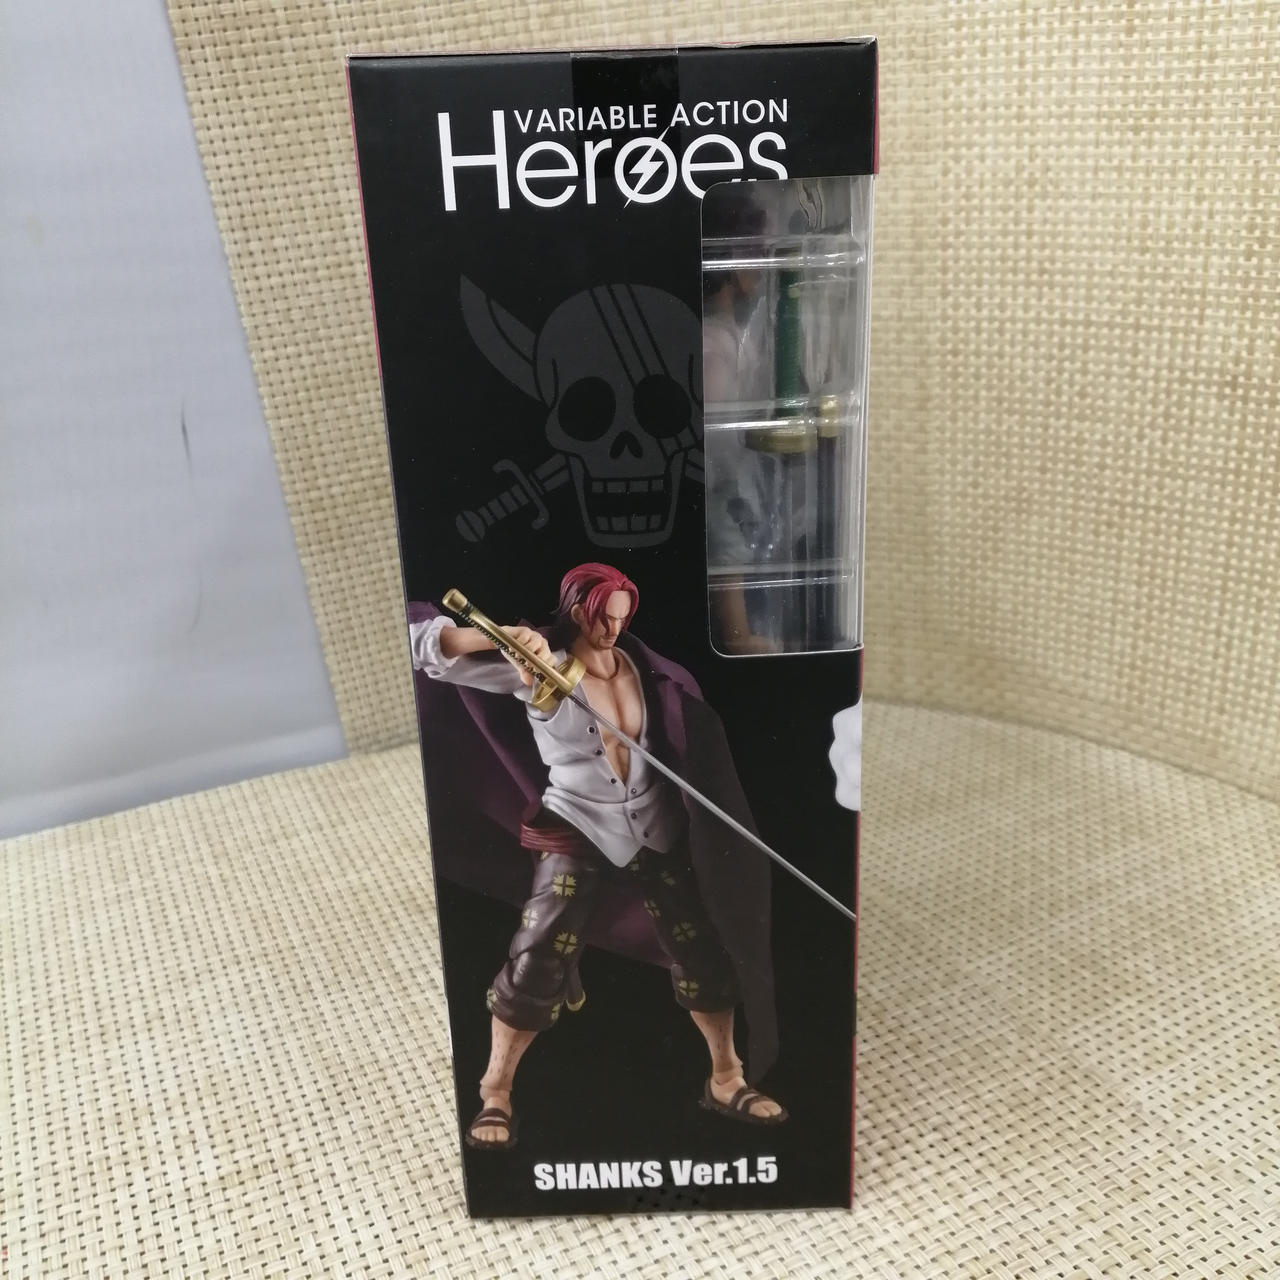 VARIABLE ACTION
Heroes
SHANKS Ver.1.5